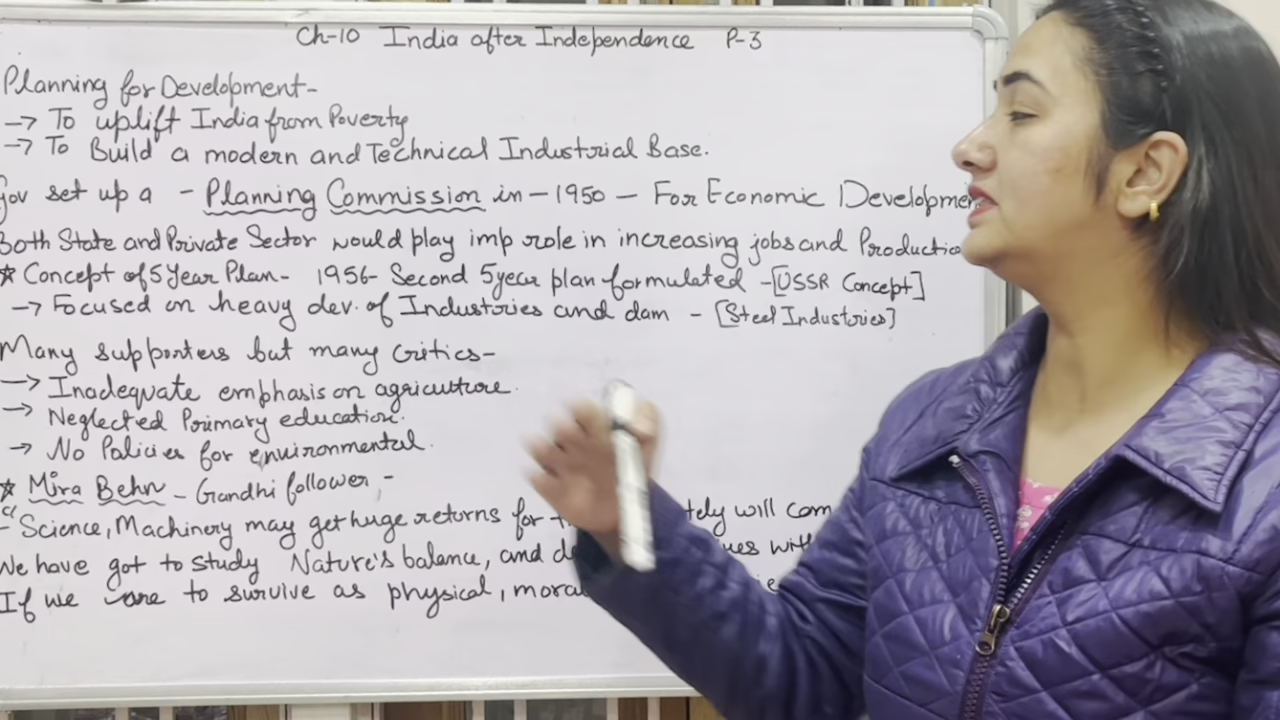 Ch-10 India after Independence P-3
Planning for Development-
→ To uplift India from Poverty
→ To Build a modern and Technical Industrial Base.
Gov set up a - Planning Commission in - 1950 - For Economic Developmen
Both State and Private Sector would play imp role in increasing jobs and Productio
★ Concept of 5 Year Plan - 1956 - Second 5 year plan formulated - [USSR Concept]
→ Focused on heavy dev. of Industries and dam - [Steel Industries]
Many supporters but many Critics-
→ Inadequate emphasis on agriculture.
→ Neglected Primary education.
→ No Policies for environmental.
★ Mira Behn - Gandhi follower -
- "Science, Machinery may get huge returns for tely will com
We have got to study Nature's balance, and
If we are to survive as physical,